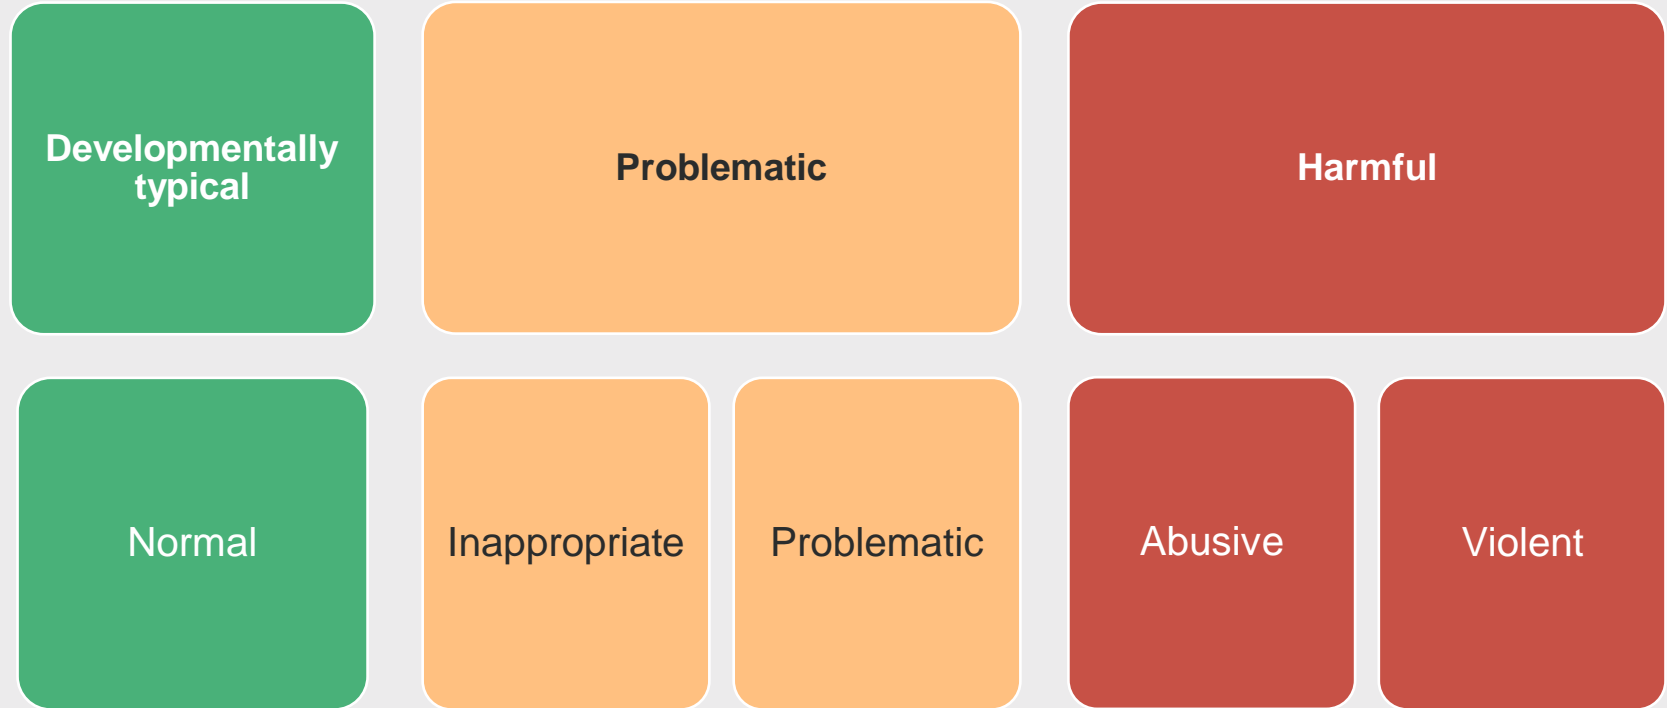 Developmentally
typical
Problematic
Harmful
Normal
Inappropriate
Problematic
Abusive
Violent